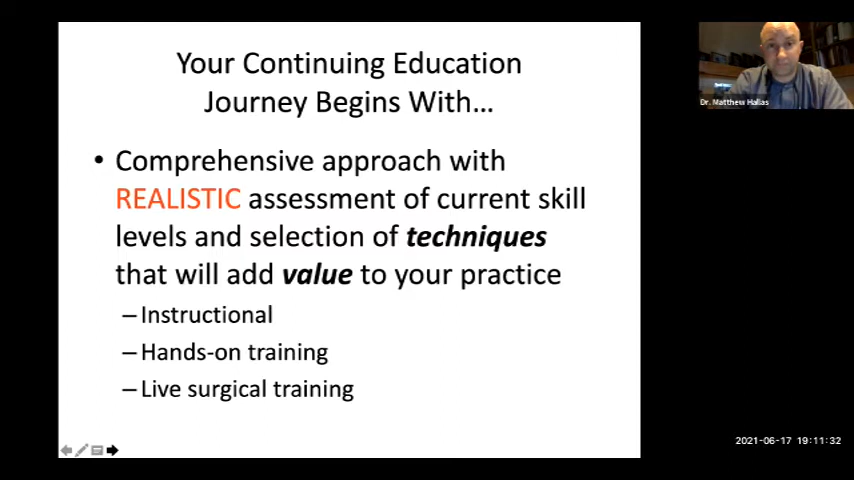 Your Continuing Education
Journey Begins With…
• Comprehensive approach with
REALISTIC assessment of current skill
levels and selection of techniques
that will add value to your practice
– Instructional
– Hands-on training
– Live surgical training
Dr. Matthew Hallas
2021-06-17 19:11:32